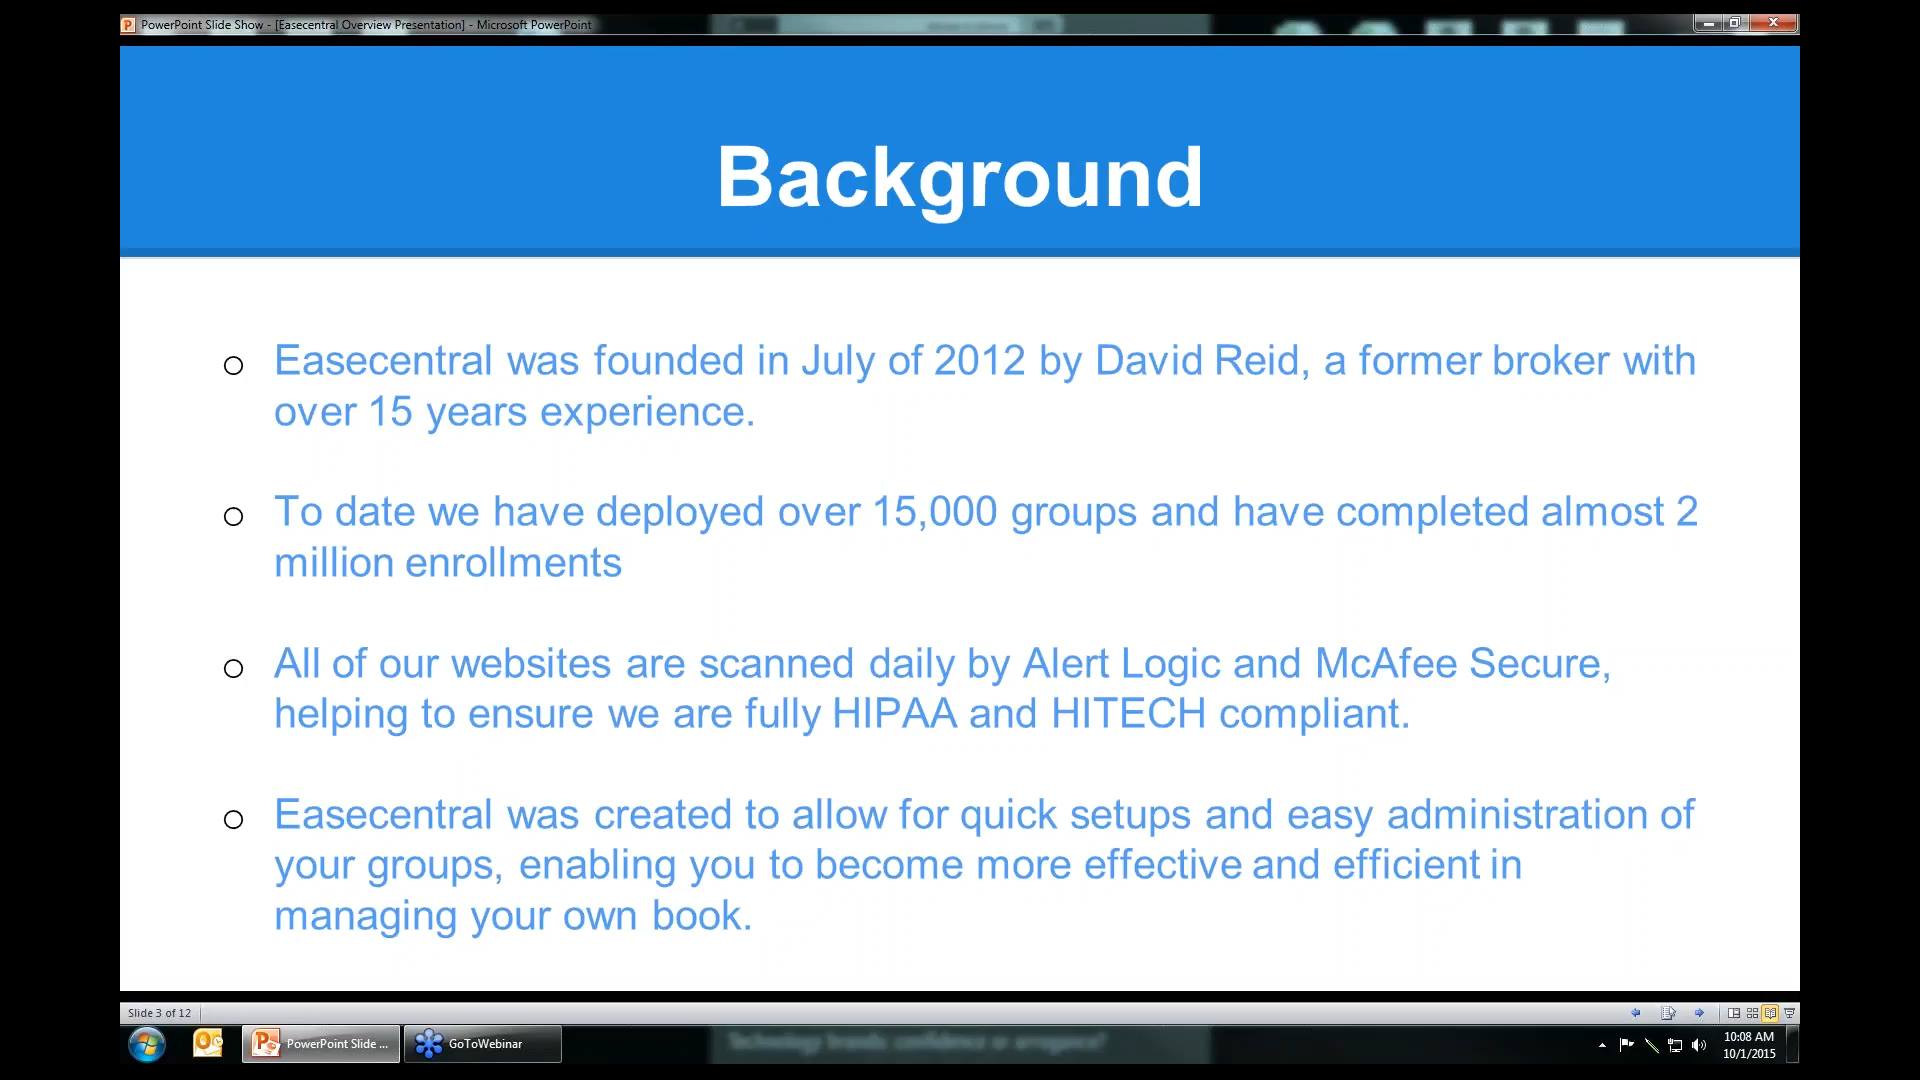 PowerPoint Slide Show - [Easecentral Overview Presentation] - Microsoft PowerPoint
Background
Easecentral was founded in July of 2012 by David Reid, a former broker with
over 15 years experience.
To date we have deployed over 15,000 groups and have completed almost 2
million enrollments
All of our websites are scanned daily by Alert Logic and McAfee Secure,
helping to ensure we are fully HIPAA and HITECH compliant.
Easecentral was created to allow for quick setups and easy administration of
your groups, enabling you to become more effective and efficient in
managing your own book.
Slide 3 of 12
PowerPoint Slide ...
GoToWebinar
Technology brands: confidence or arrogance?
10:08 AM
10/1/2015